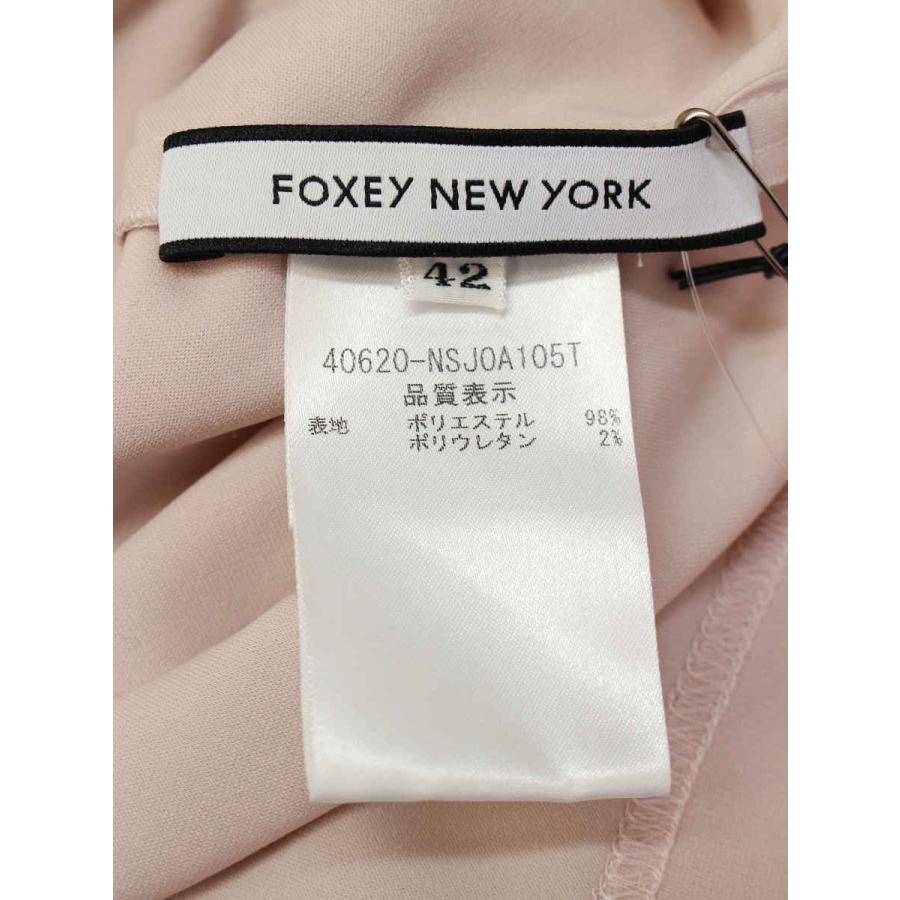 FOXEY NEW YORK
42
40620-NSJ0A105T
品質表示
表地 ポリエステル 98%
ポリウレタン 2%